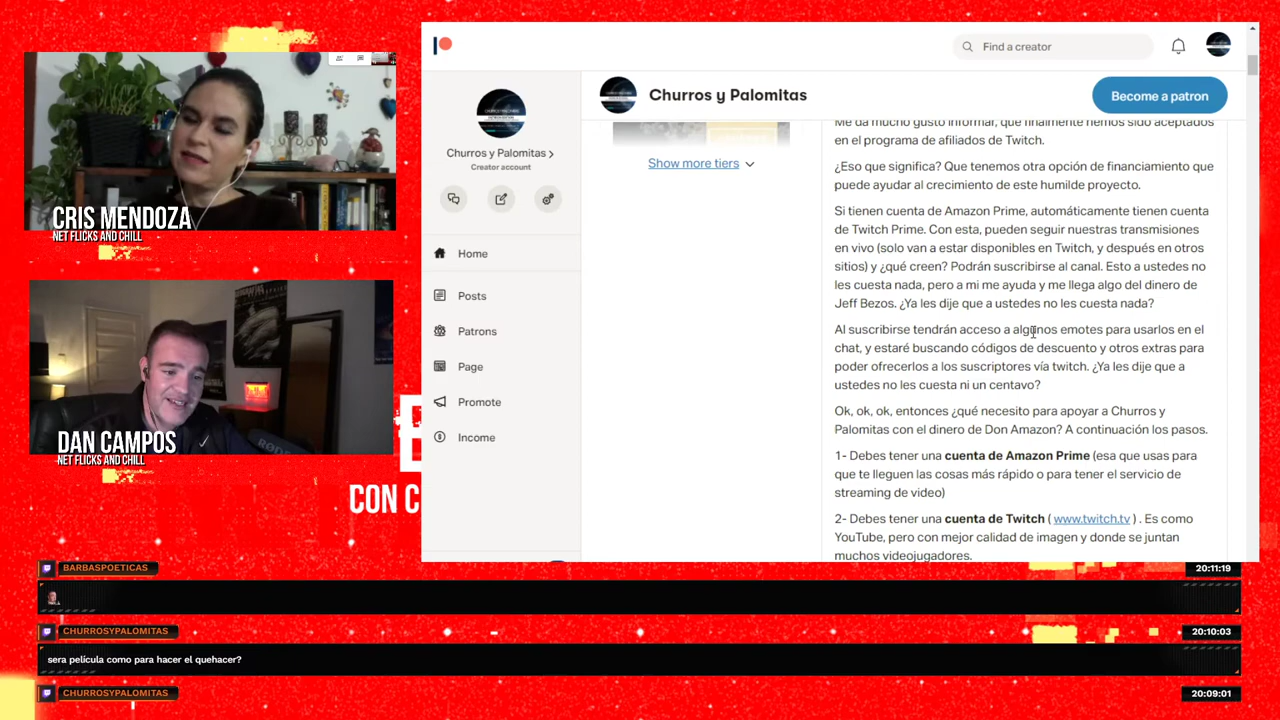 CRIS MENDOZA
NET FLICKS AND CHILL
DAN CAMPOS
NET FLICKS AND CHILL
CON C
Find a creator
Churros y Palomitas
Creator account
Home
Posts
Patrons
Page
Promote
Income
Churros y Palomitas
Become a patron
Show more tiers
Me da mucho gusto informar, que finalmente hemos sido aceptados
en el programa de afiliados de Twitch.
¿Eso que significa? Que tenemos otra opción de financiamiento que
puede ayudar al crecimiento de este humilde proyecto.
Si tienen cuenta de Amazon Prime, automáticamente tienen cuenta
de Twitch Prime. Con esta, pueden seguir nuestras transmisiones
en vivo (solo van a estar disponibles en Twitch, y después en otros
sitios) y ¿qué creen? Podrán suscribirse al canal. Esto a ustedes no
les cuesta nada, pero a mi me ayuda y me llega algo del dinero de
Jeff Bezos. ¿Ya les dije que a ustedes no les cuesta nada?
Al suscribirse tendrán acceso a algunos emotes para usarlos en el
chat, y estaré buscando códigos de descuento y otros extras para
poder ofrecerlos a los suscriptores vía twitch. ¿Ya les dije que a
ustedes no les cuesta ni un centavo?
Ok, ok, ok, entonces ¿qué necesito para apoyar a Churros y
Palomitas con el dinero de Don Amazon? A continuación los pasos.
1- Debes tener una cuenta de Amazon Prime (esa que usas para
que te lleguen las cosas más rápido o para tener el servicio de
streaming de video)
2- Debes tener una cuenta de Twitch ( www.twitch.tv ) . Es como
YouTube, pero con mejor calidad de imagen y donde se juntan
muchos videojugadores.
BARBASPOETICAS
20:11:19
CHURROSYPALOMITAS
20:10:03
sera película como para hacer el quehacer?
CHURROSYPALOMITAS
20:09:01